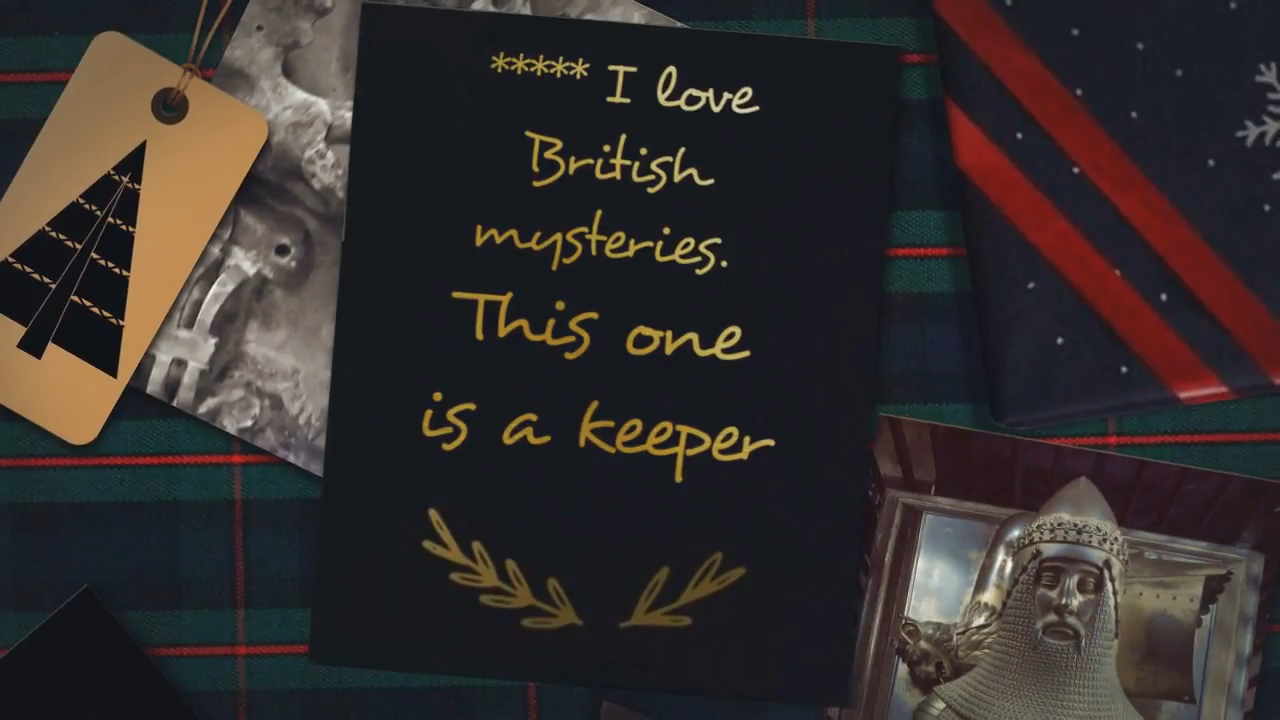 ***** I love
British
mysteries.
This one
is a keeper